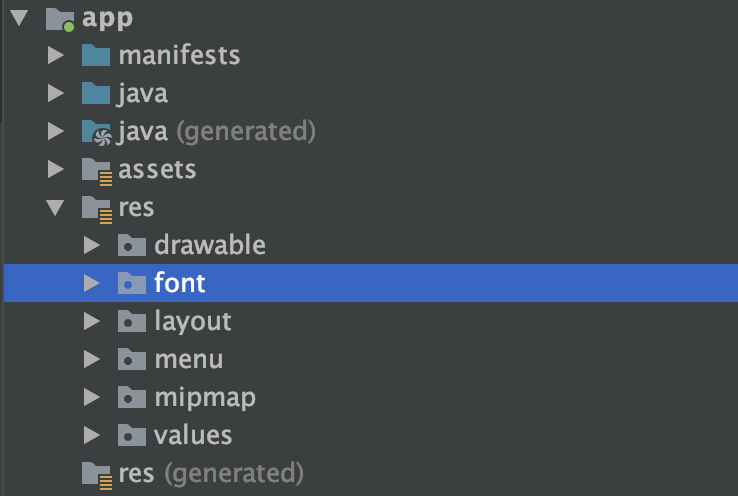 app
manifests
java
java (generated)
assets
res
drawable
font
layout
menu
mipmap
values
res (generated)